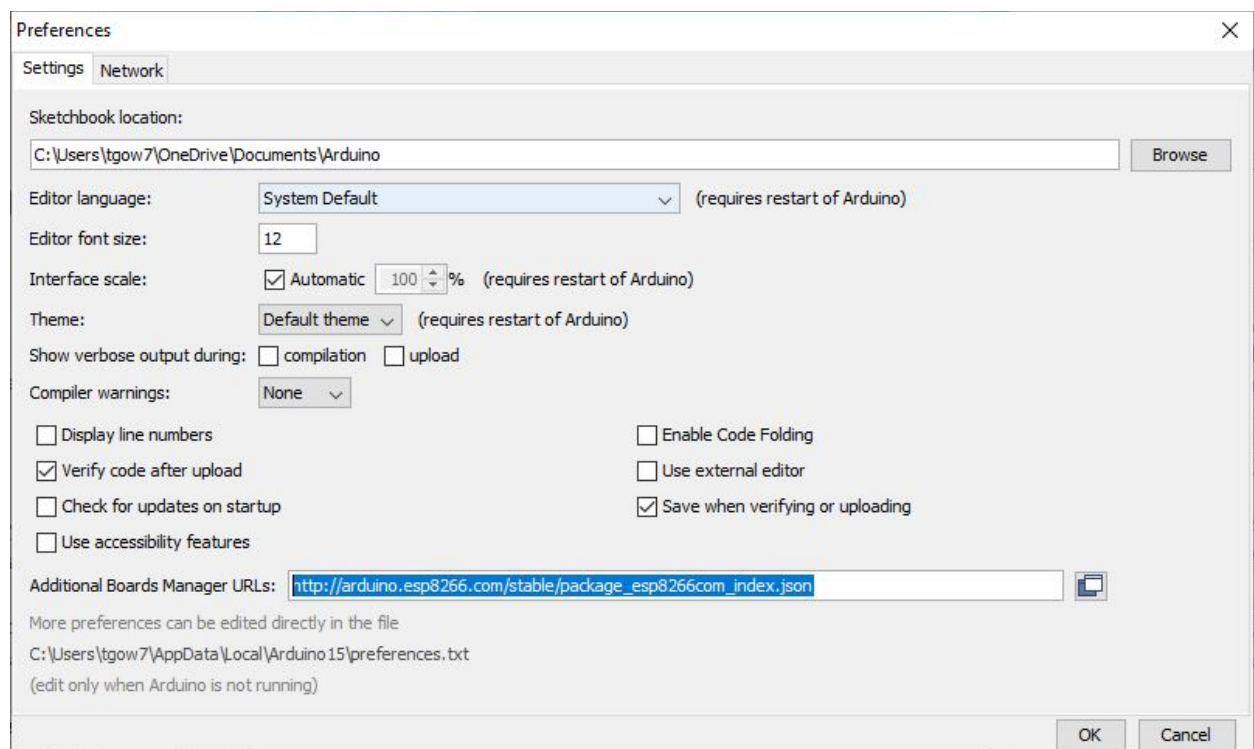 Preferences
Settings Network
Sketchbook location:
C:\Users\tgow7\OneDrive\Documents\Arduino Browse
Editor language: System Default (requires restart of Arduino)
Editor font size: 12
Interface scale: Automatic 100 % (requires restart of Arduino)
Theme: Default theme (requires restart of Arduino)
Show verbose output during: compilation upload
Compiler warnings: None
Display line numbers Enable Code Folding
Verify code after upload Use external editor
Check for updates on startup Save when verifying or uploading
Use accessibility features
Additional Boards Manager URLs: http://arduino.esp8266.com/stable/package_esp8266com_index.json
More preferences can be edited directly in the file
C:\Users\tgow7\AppData\Local\Arduino15\preferences.txt
(edit only when Arduino is not running)
OK Cancel